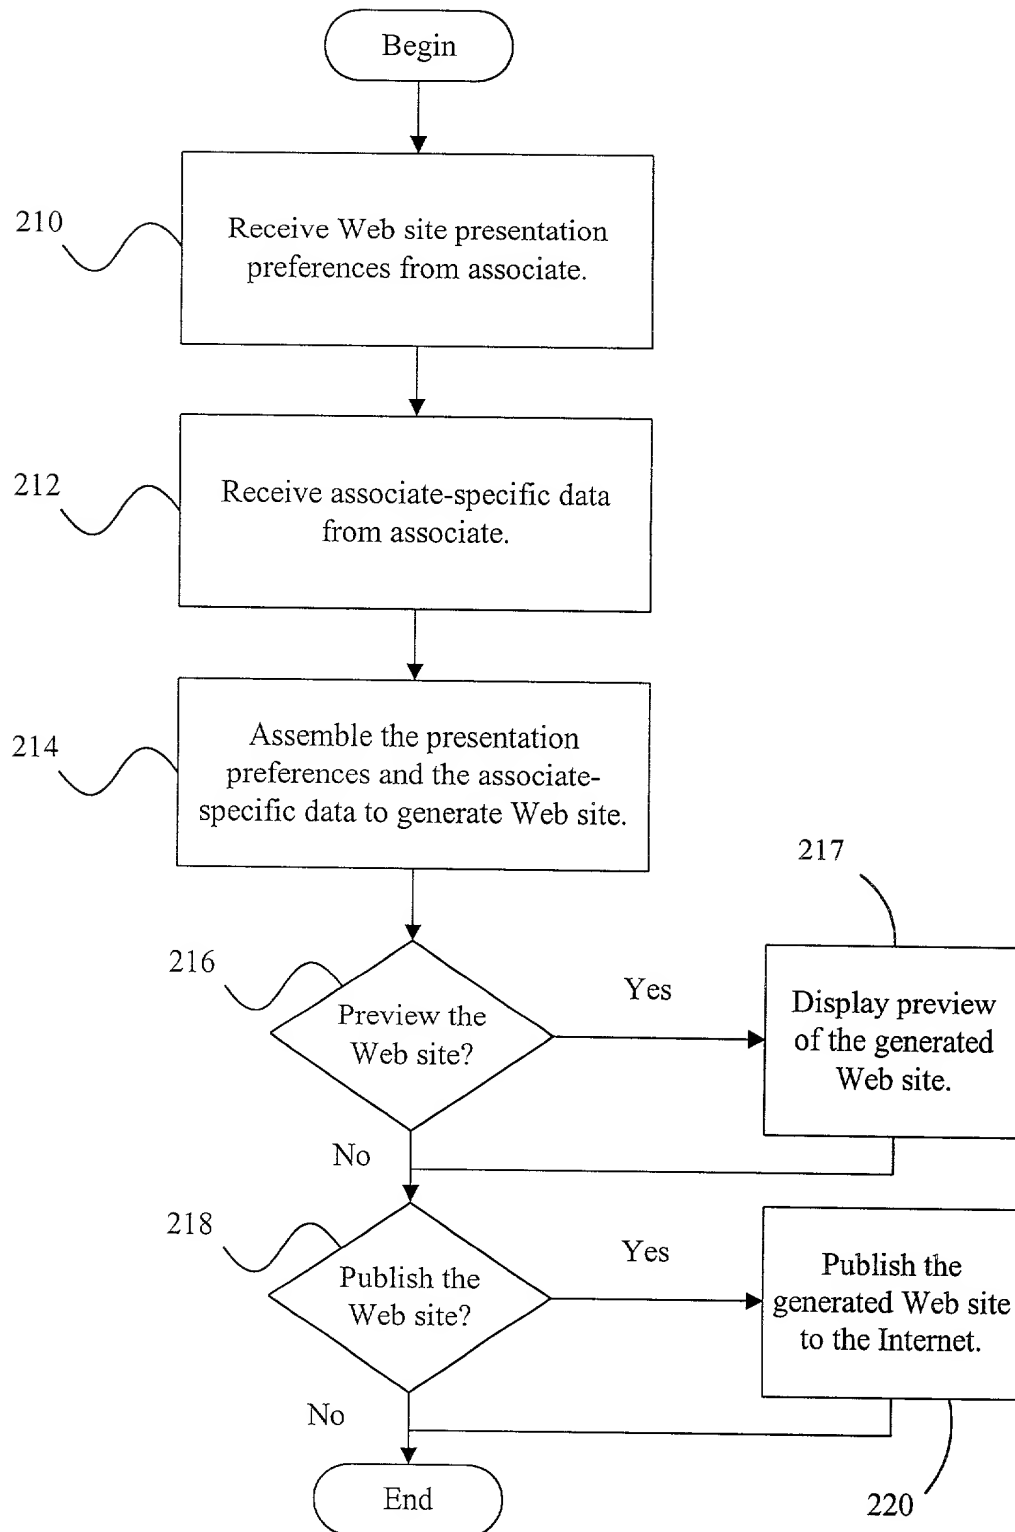 Begin
210
Receive Web site presentation
preferences from associate.
212
Receive associate-specific data
from associate.
214
Assemble the presentation
preferences and the associate-
specific data to generate Web site.
216
Preview the
Web site?
Yes
217
Display preview
of the generated
Web site.
No
218
Publish the
Web site?
Yes
Publish the
generated Web site
to the Internet.
220
No
End